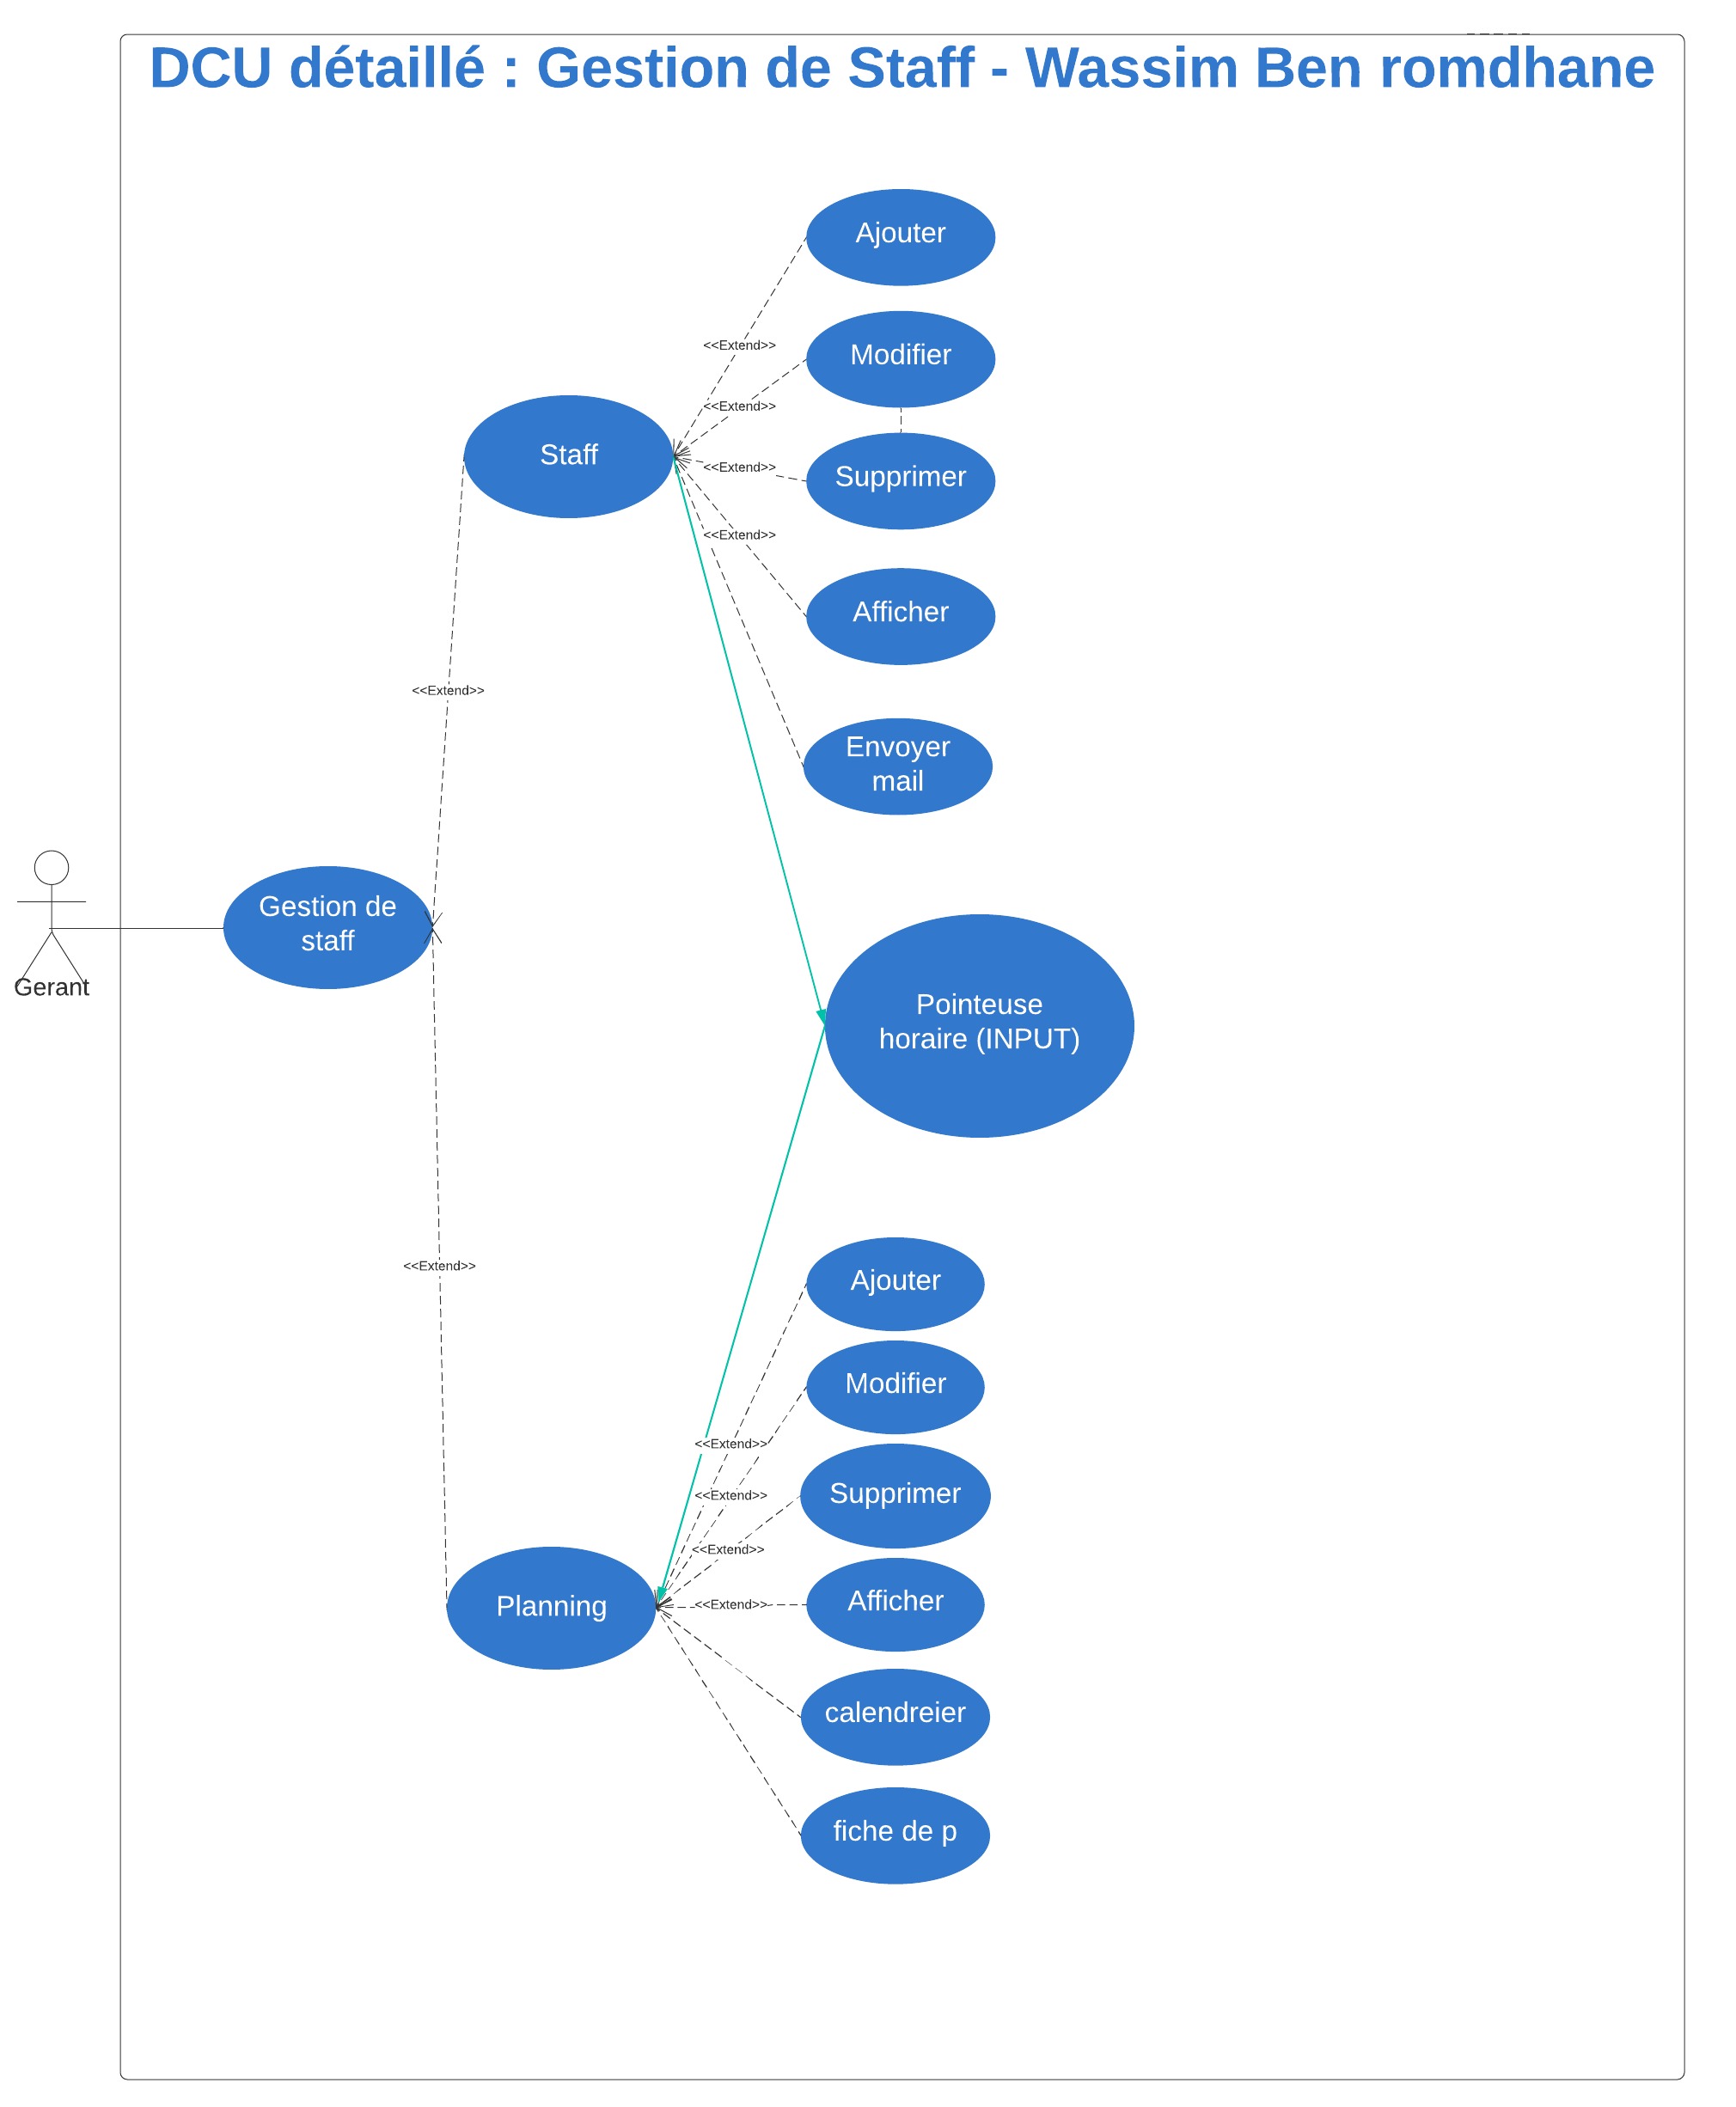 DCU détaillé : Gestion de Staff - Wassim Ben romdhane
Ajouter
<<Extend>>
Modifier
<<Extend>>
Staff
<<Extend>>
Supprimer
<<Extend>>
Afficher
<<Extend>>
Envoyer
mail
Gestion de
staff
Gerant
Pointeuse
horaire (INPUT)
<<Extend>>
Ajouter
Modifier
<<Extend>>
<<Extend>>
Supprimer
<<Extend>>
<<Extend>>
Afficher
Planning
calendreier
fiche de p